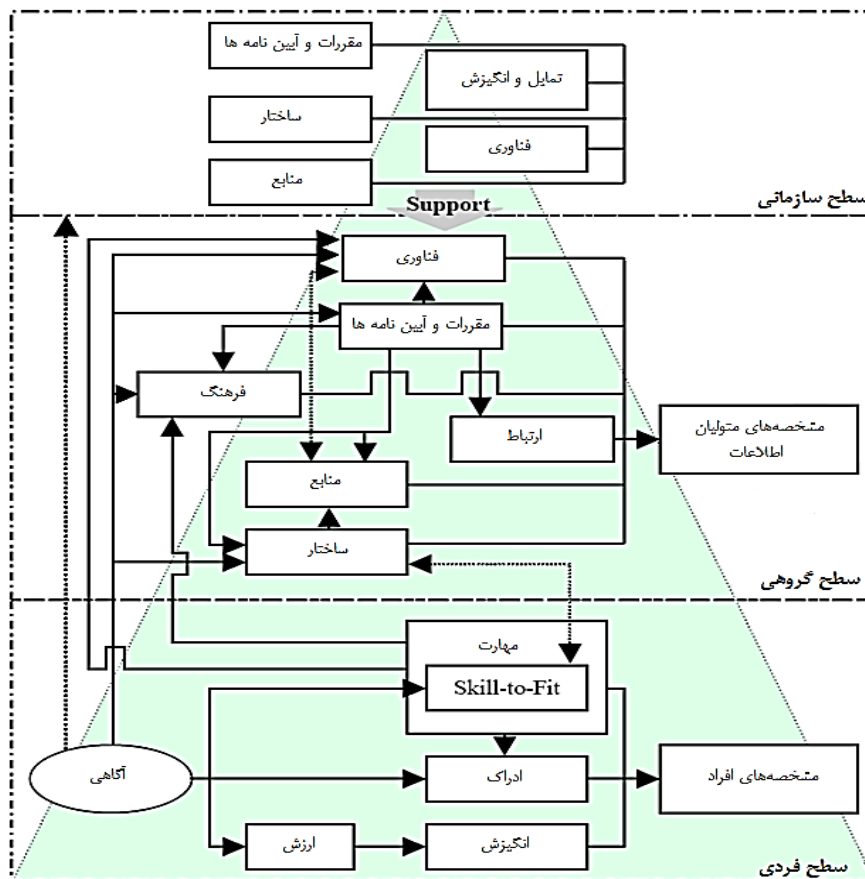 مقررات و آیین نامه ها
تمایل و انگیزش
ساختار
فناوری
منابع
Support
سطح سازمانی
فناوری
مقررات و آیین نامه ها
فرهنگ
ارتباط
مشخصه‌های متولیان
اطلاعات
منابع
ساختار
سطح گروهی
مهارت
Skill-to-Fit
آگاهی
ادراک
مشخصه‌های افراد
ارزش
انگیزش
سطح فردی